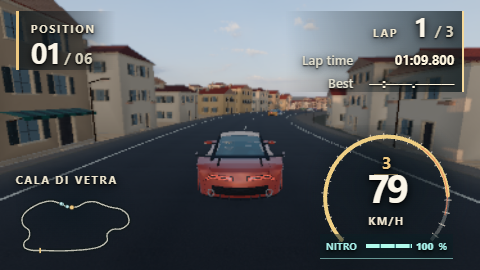 POSITION
01 / 06
LAP 1 / 3
Lap time 01:09.800
Best --:--.---
CALA DI VETRA
3
79
KM/H
NITRO 100 %